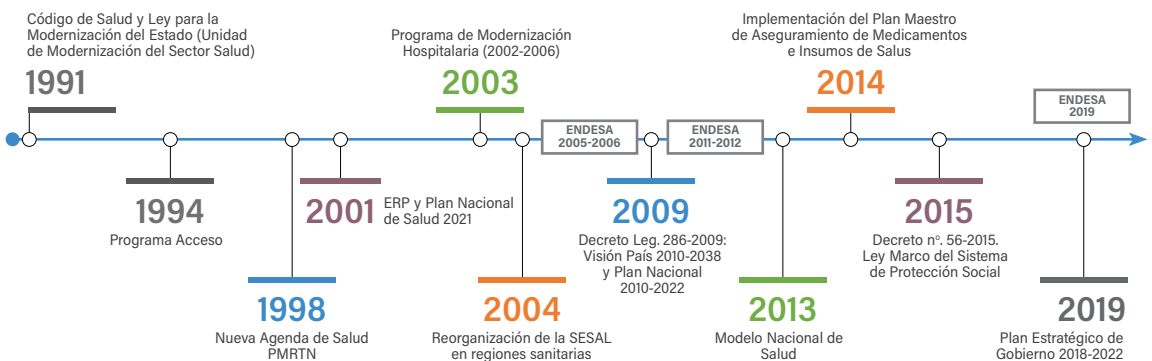 Código de Salud y Ley para la
Modernización del Estado (Unidad
de Modernización del Sector Salud)
1991
1994
Programa Acceso
1998
Nueva Agenda de Salud
PMRTN
2001
ERP y Plan Nacional
de Salud 2021
Programa de Modernización
Hospitalaria (2002-2006)
2003
2004
Reorganización de la SESAL
en regiones sanitarias
ENDESA
2005-2006
2009
Decreto Leg. 286-2009:
Visión País 2010-2038
y Plan Nacional
2010-2022
ENDESA
2011-2012
2013
Modelo Nacional de
Salud
Implementación del Plan Maestro
de Aseguramiento de Medicamentos
e Insumos de Salus
2014
2015
Decreto nº. 56-2015.
Ley Marco del Sistema
de Protección Social
ENDESA
2019
2019
Plan Estratégico de
Gobierno 2018-2022